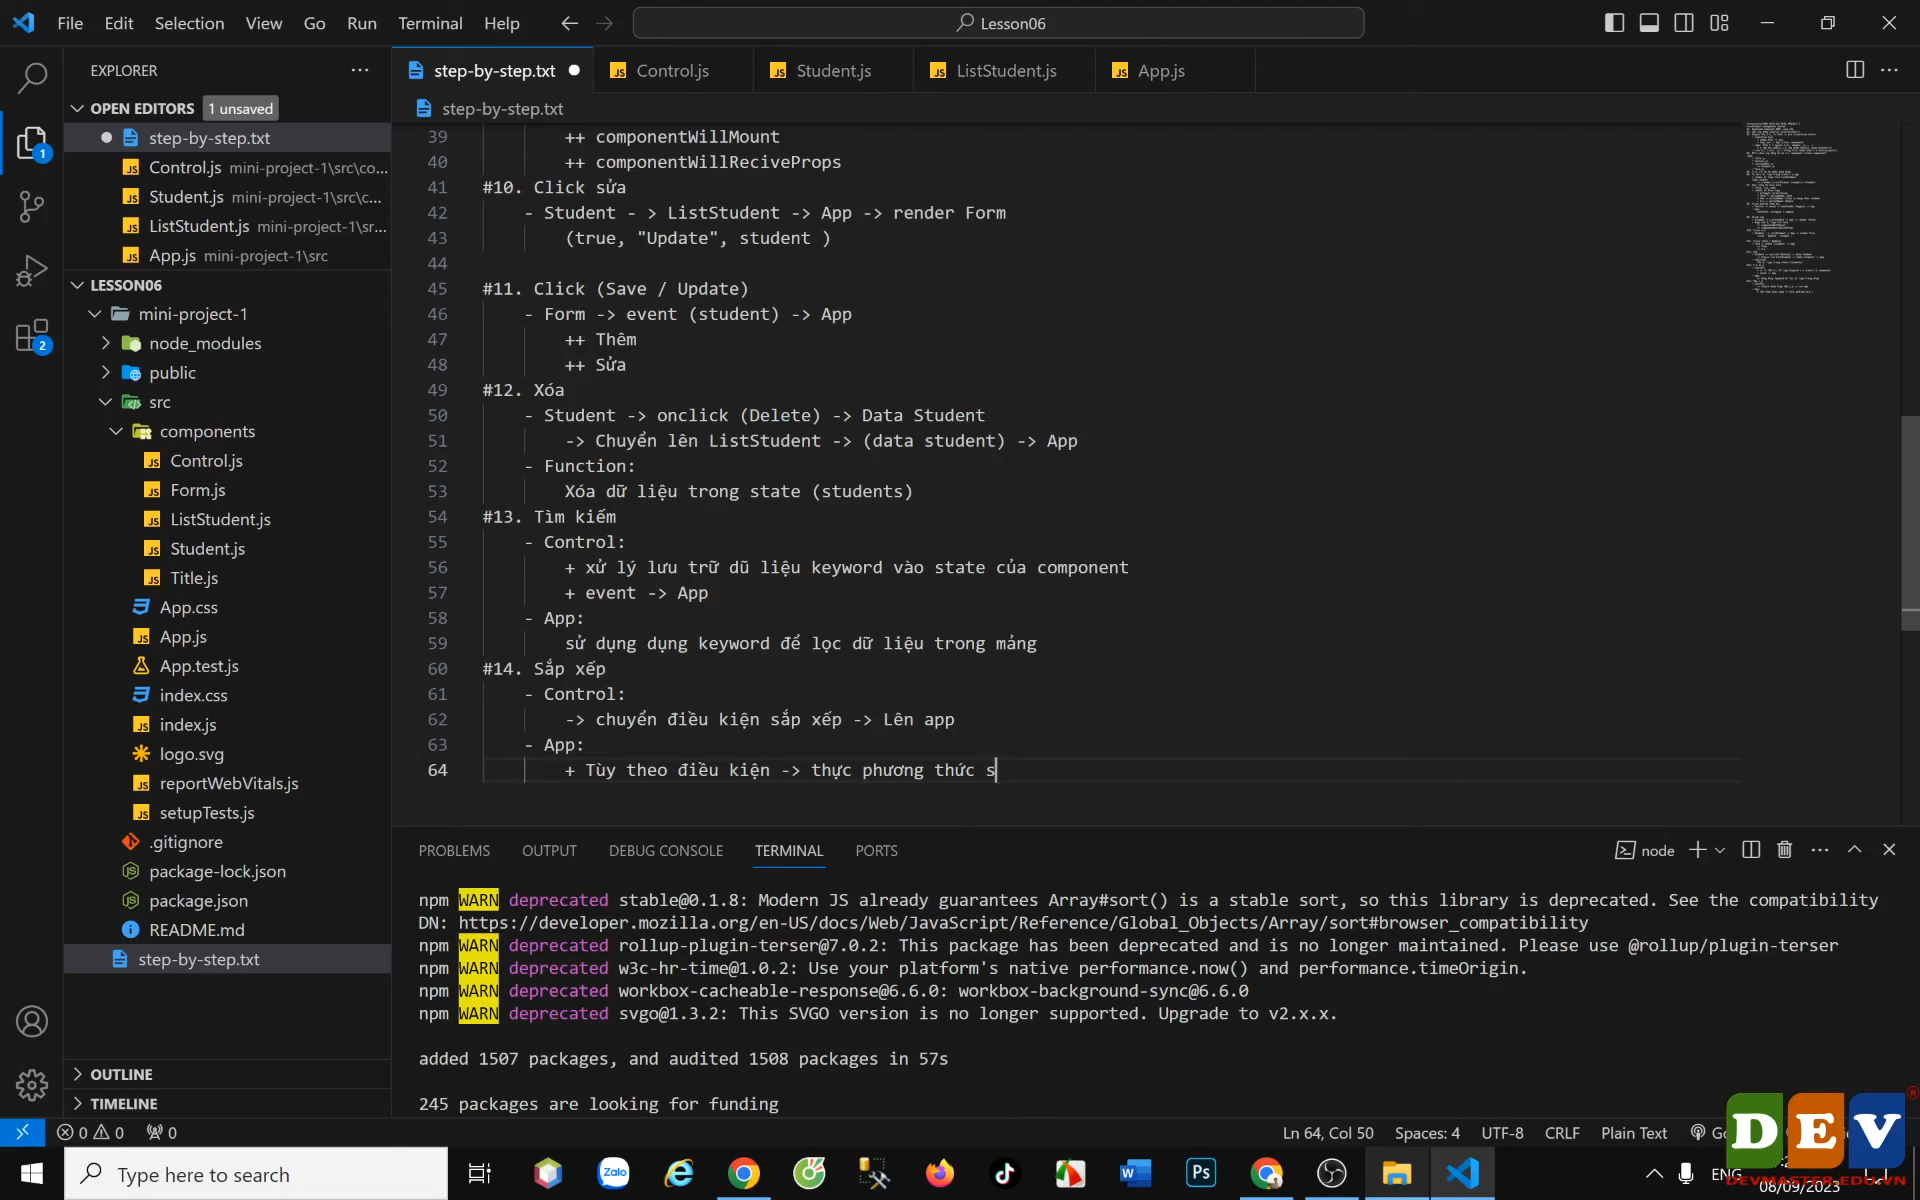 File Edit Selection View Go Run Terminal Help Lesson06
EXPLORER
step-by-step.txt Control.js Student.js ListStudent.js App.js
OPEN EDITORS 1 unsaved
step-by-step.txt
step-by-step.txt
Control.js mini-project-1\src\co...
Student.js mini-project-1\src\c...
ListStudent.js mini-project-1\sr...
App.js mini-project-1\src
LESSON06
mini-project-1
node_modules
public
src
components
Control.js
Form.js
ListStudent.js
Student.js
Title.js
App.css
App.js
App.test.js
index.css
index.js
logo.svg
reportWebVitals.js
setupTests.js
.gitignore
package-lock.json
package.json
README.md
step-by-step.txt
OUTLINE
TIMELINE
1
2
39 ++ componentWillMount
40 ++ componentWillReciveProps
41 #10. Click sửa
42 - Student - > ListStudent -> App -> render Form
43 (true, "Update", student )
44
45 #11. Click (Save / Update)
46 - Form -> event (student) -> App
47 ++ Thêm
48 ++ Sửa
49 #12. Xóa
50 - Student -> onclick (Delete) -> Data Student
51 -> Chuyển lên ListStudent -> (data student) -> App
52 - Function:
53 Xóa dữ liệu trong state (students)
54 #13. Tìm kiếm
55 - Control:
56 + xử lý lưu trữ dũ liệu keyword vào state của component
57 + event -> App
58 - App:
59 sử dụng dụng keyword để lọc dữ liệu trong mảng
60 #14. Sắp xếp
61 - Control:
62 -> chuyển điều kiện sắp xếp -> Lên app
63 - App:
64 + Tùy theo điều kiện -> thực phương thức s
PROBLEMS OUTPUT DEBUG CONSOLE TERMINAL PORTS node
npm WARN deprecated stable@0.1.8: Modern JS already guarantees Array#sort() is a stable sort, so this library is deprecated. See the compatibility
DN: https://developer.mozilla.org/en-US/docs/Web/JavaScript/Reference/Global_Objects/Array/sort#browser_compatibility
npm WARN deprecated rollup-plugin-terser@7.0.2: This package has been deprecated and is no longer maintained. Please use @rollup/plugin-terser
npm WARN deprecated w3c-hr-time@1.0.2: Use your platform's native performance.now() and performance.timeOrigin.
npm WARN deprecated workbox-cacheable-response@6.6.0: workbox-background-sync@6.6.0
npm WARN deprecated svgo@1.3.2: This SVGO version is no longer supported. Upgrade to v2.x.x.
added 1507 packages, and audited 1508 packages in 57s
245 packages are looking for funding
0 0 0 Ln 64, Col 50 Spaces: 4 UTF-8 CRLF Plain Text
DEV
Type here to search Zalo Ps ENG
DEVMASTER.EDU.VN
08/09/2023